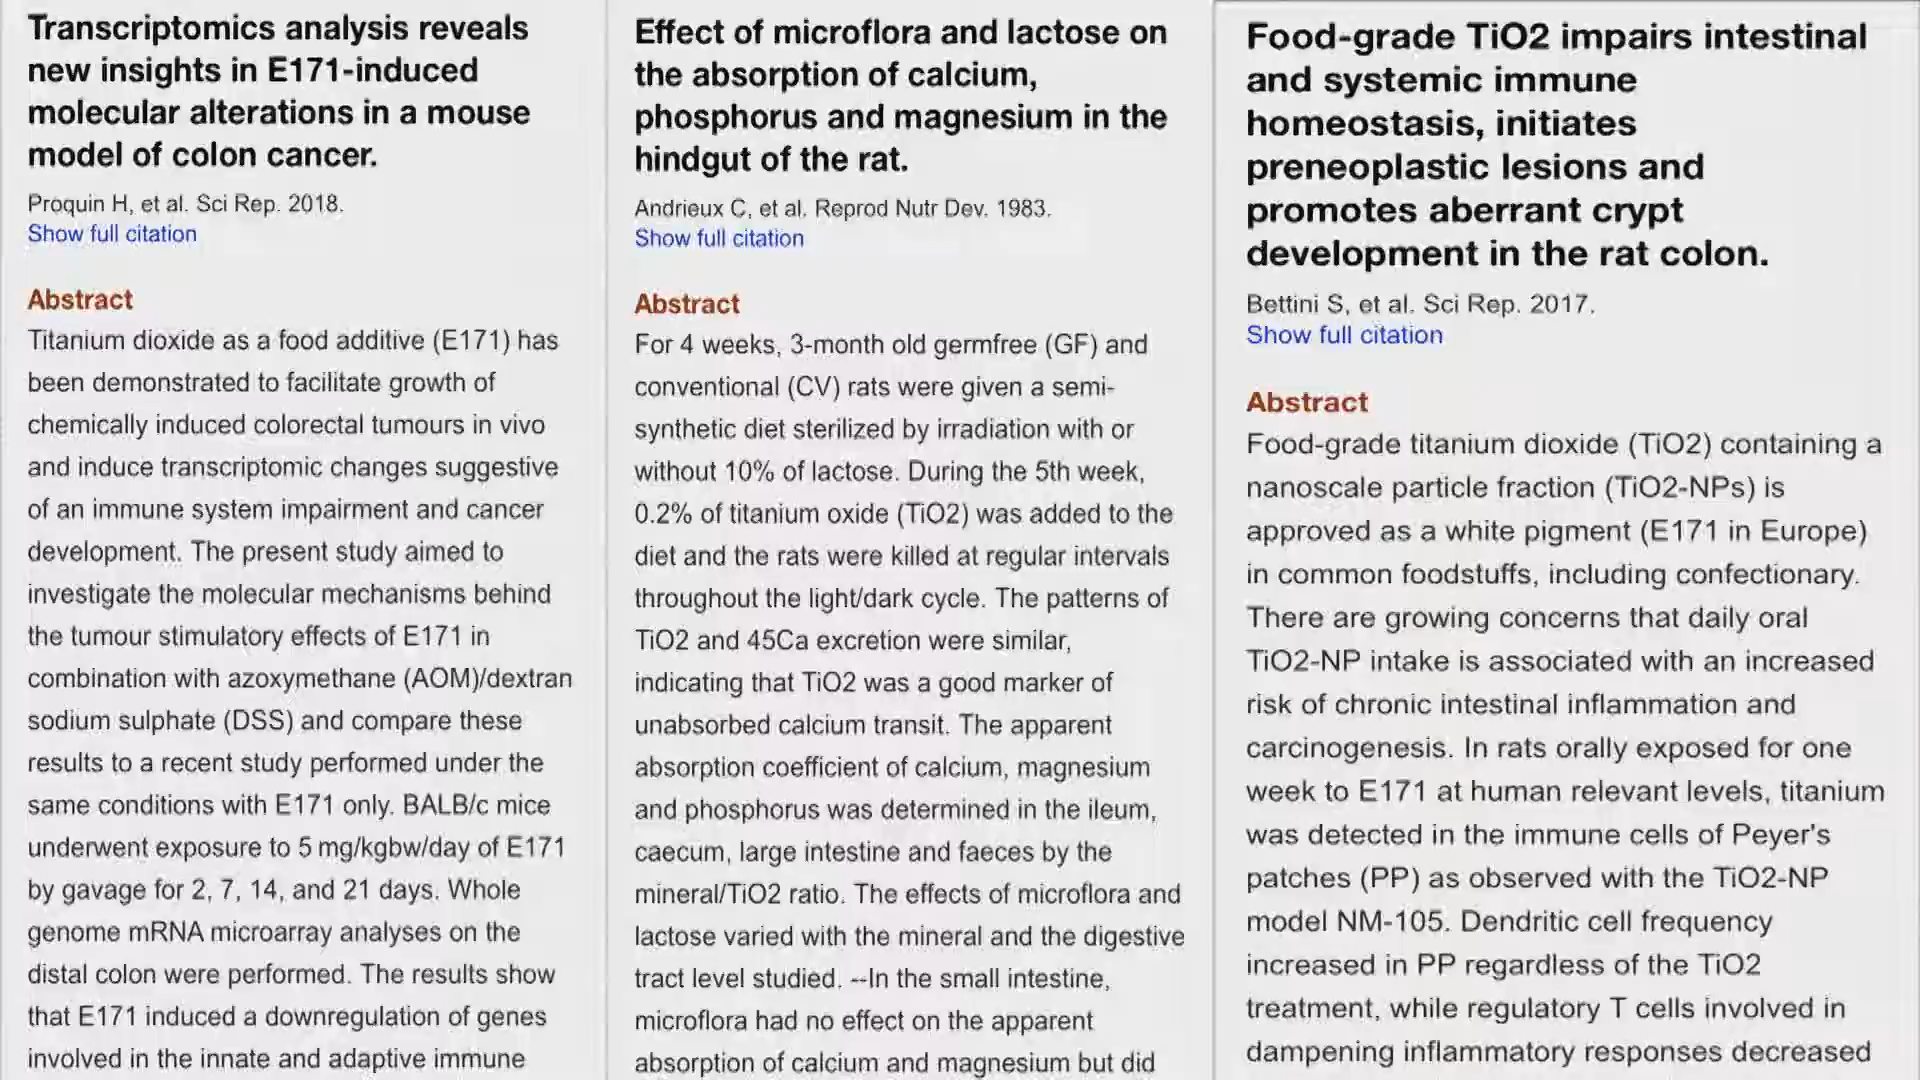 Transcriptomics analysis reveals
new insights in E171-induced
molecular alterations in a mouse
model of colon cancer.
Proquin H, et al. Sci Rep. 2018.
Show full citation
Abstract
Titanium dioxide as a food additive (E171) has
been demonstrated to facilitate growth of
chemically induced colorectal tumours in vivo
and induce transcriptomic changes suggestive
of an immune system impairment and cancer
development. The present study aimed to
investigate the molecular mechanisms behind
the tumour stimulatory effects of E171 in
combination with azoxymethane (AOM)/dextran
sodium sulphate (DSS) and compare these
results to a recent study performed under the
same conditions with E171 only. BALB/c mice
underwent exposure to 5 mg/kgbw/day of E171
by gavage for 2, 7, 14, and 21 days. Whole
genome mRNA microarray analyses on the
distal colon were performed. The results show
that E171 induced a downregulation of genes
involved in the innate and adaptive immune
Effect of microflora and lactose on
the absorption of calcium,
phosphorus and magnesium in the
hindgut of the rat.
Andrieux C, et al. Reprod Nutr Dev. 1983.
Show full citation
Abstract
For 4 weeks, 3-month old germfree (GF) and
conventional (CV) rats were given a semi-
synthetic diet sterilized by irradiation with or
without 10% of lactose. During the 5th week,
0.2% of titanium oxide (TiO2) was added to the
diet and the rats were killed at regular intervals
throughout the light/dark cycle. The patterns of
TiO2 and 45Ca excretion were similar,
indicating that TiO2 was a good marker of
unabsorbed calcium transit. The apparent
absorption coefficient of calcium, magnesium
and phosphorus was determined in the ileum,
caecum, large intestine and faeces by the
mineral/TiO2 ratio. The effects of microflora and
lactose varied with the mineral and the digestive
tract level studied. --In the small intestine,
microflora had no effect on the apparent
absorption of calcium and magnesium but did
Food-grade TiO2 impairs intestinal
and systemic immune
homeostasis, initiates
preneoplastic lesions and
promotes aberrant crypt
development in the rat colon.
Bettini S, et al. Sci Rep. 2017.
Show full citation
Abstract
Food-grade titanium dioxide (TiO2) containing a
nanoscale particle fraction (TiO2-NPs) is
approved as a white pigment (E171 in Europe)
in common foodstuffs, including confectionary.
There are growing concerns that daily oral
TiO2-NP intake is associated with an increased
risk of chronic intestinal inflammation and
carcinogenesis. In rats orally exposed for one
week to E171 at human relevant levels, titanium
was detected in the immune cells of Peyer's
patches (PP) as observed with the TiO2-NP
model NM-105. Dendritic cell frequency
increased in PP regardless of the TiO2
treatment, while regulatory T cells involved in
dampening inflammatory responses decreased